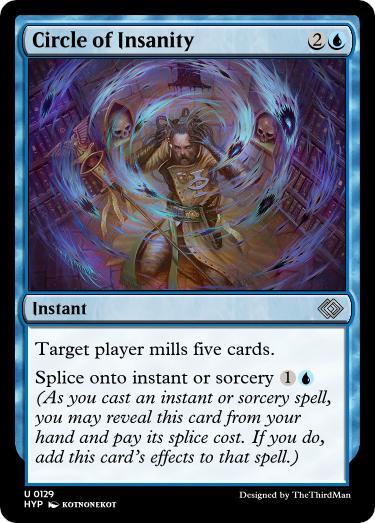 Circle of Insanity 2
Instant
Target player mills five cards.
Splice onto instant or sorcery 1
(As you cast an instant or sorcery spell,
you may reveal this card from your
hand and pay its splice cost. If you do,
add this card's effects to that spell.)
U 0129
HYP KOTNONEKOT
Designed by TheThirdMan